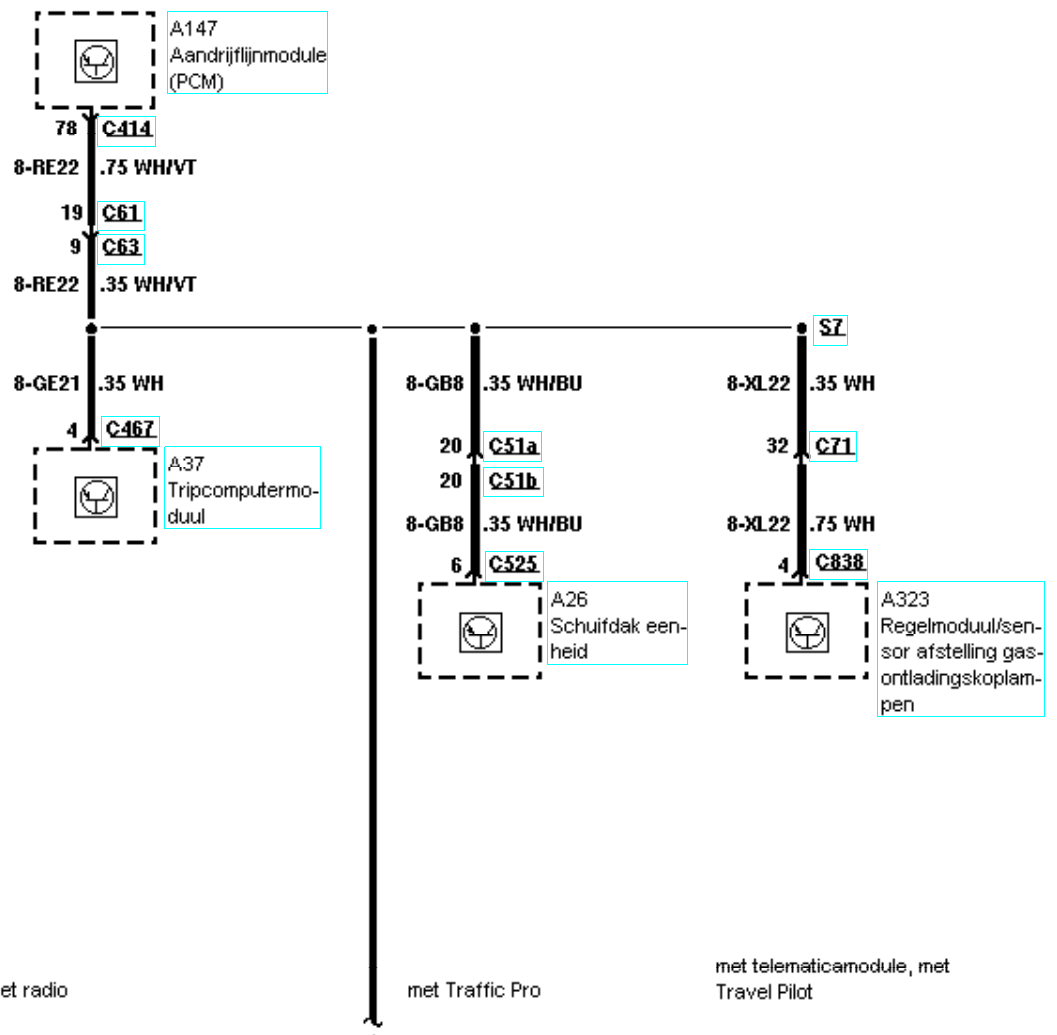 A147
Aandrijflijnmodule
(PCM)
78 C414
8-RE22 .75 WH/VT
19 C61
9 C63
8-RE22 .35 WH/VT
S7
8-GE21 .35 WH
8-GB8 .35 WH/BU
8-XL22 .35 WH
4 C467
20 C51a
32 C71
A37
Tripcomputermo-
duul
20 C51b
8-GB8 .35 WH/BU
8-XL22 .75 WH
6 C525
4 C838
A26
Schuifdak een-
heid
A323
Regelmoduul/sen-
sor afstelling gas-
ontladingskoplam-
pen
et radio
met Traffic Pro
met telematicamodule, met
Travel Pilot